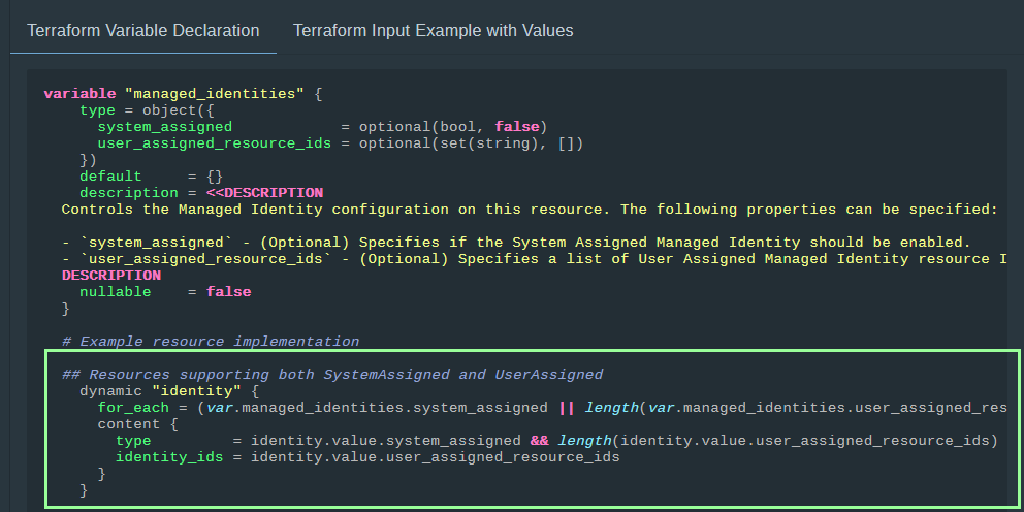 Terraform Variable Declaration Terraform Input Example with Values
variable "managed_identities" {
type = object({
system_assigned = optional(bool, false)
user_assigned_resource_ids = optional(set(string), [])
})
default = {}
description = <<DESCRIPTION
Controls the Managed Identity configuration on this resource. The following properties can be specified:
- `system_assigned` - (Optional) Specifies if the System Assigned Managed Identity should be enabled.
- `user_assigned_resource_ids` - (Optional) Specifies a list of User Assigned Managed Identity resource I
DESCRIPTION
nullable = false
}
# Example resource implementation
## Resources supporting both SystemAssigned and UserAssigned
dynamic "identity" {
for_each = (var.managed_identities.system_assigned || length(var.managed_identities.user_assigned_res
content {
type = identity.value.system_assigned && length(identity.value.user_assigned_resource_ids)
identity_ids = identity.value.user_assigned_resource_ids
}
}